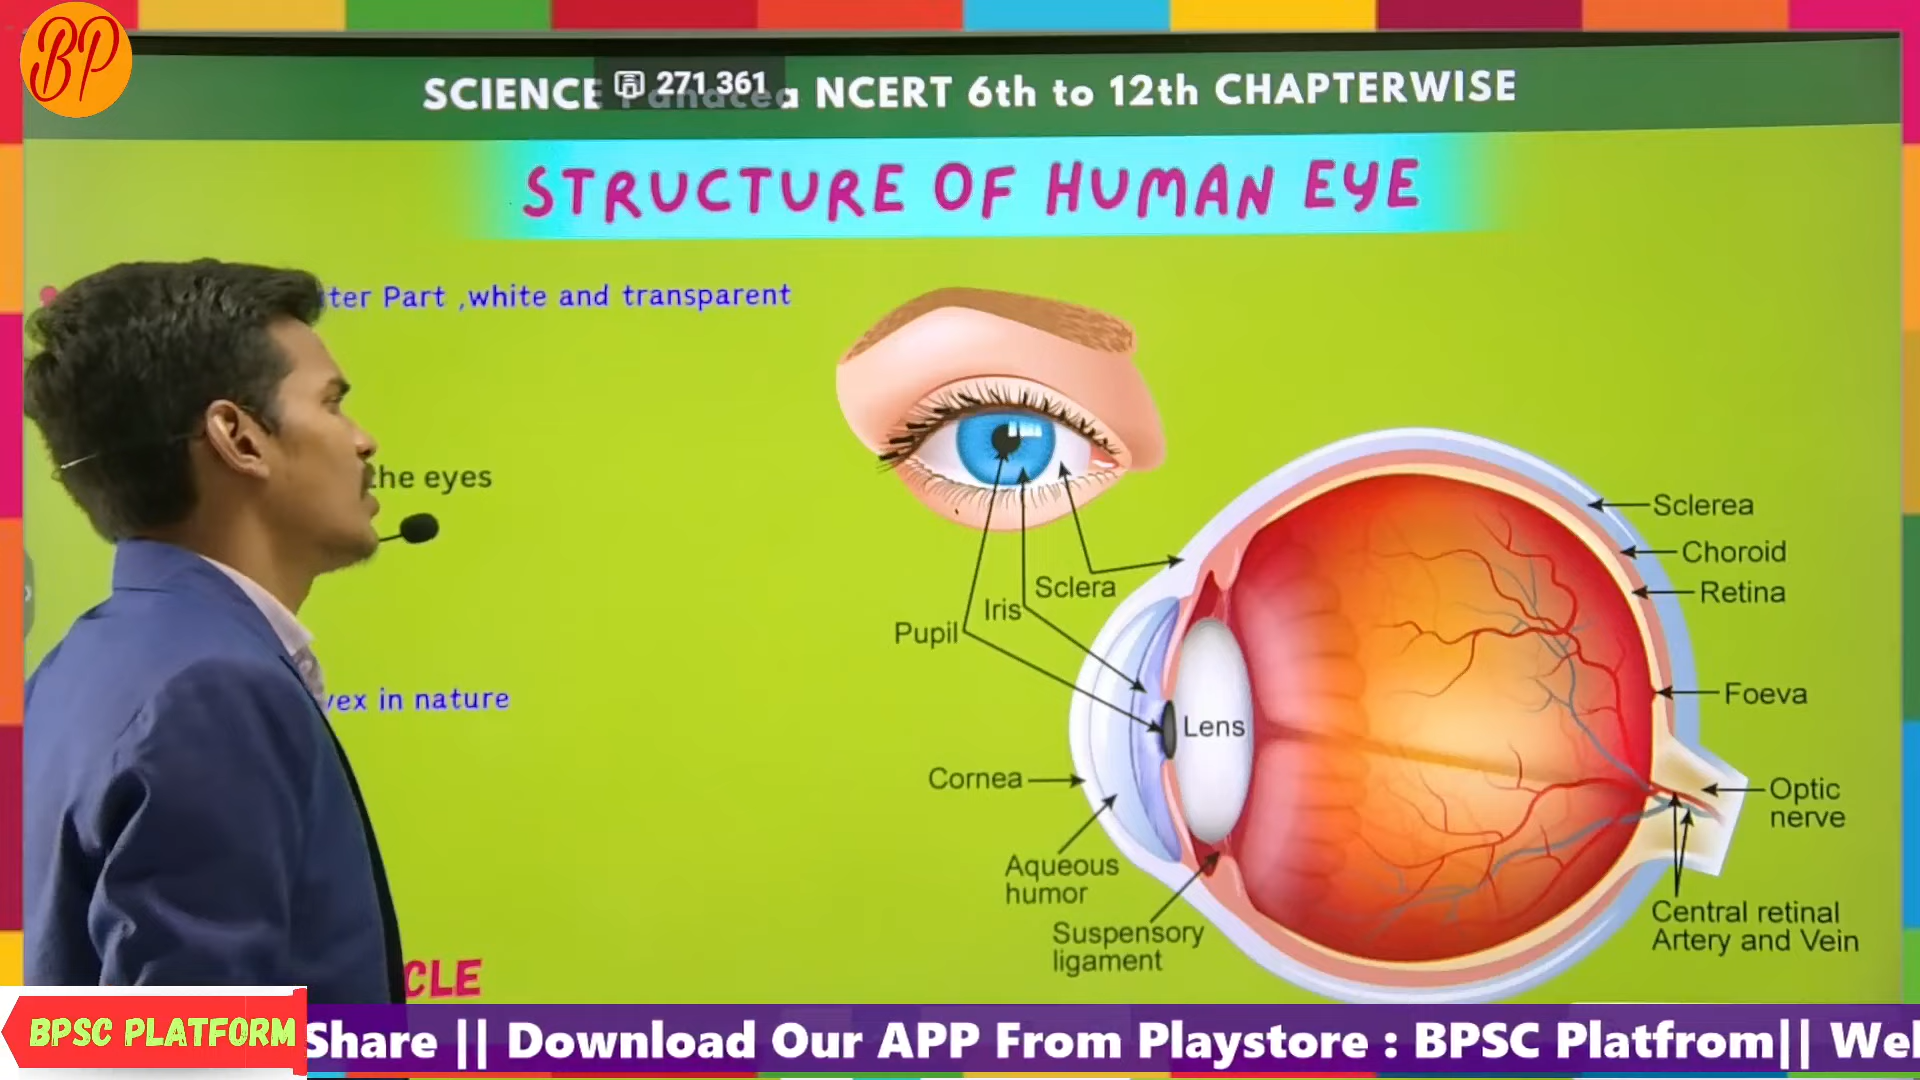 BP
SCIENCE Panacea NCERT 6th to 12th CHAPTERWISE
271 361
STRUCTURE OF HUMAN EYE
ter Part ,white and transparent
the eyes
vex in nature
CLE
Sclera
Iris
Pupil
Lens
Cornea
Aqueous
humor
Suspensory
ligament
Sclerea
Choroid
Retina
Foeva
Optic
nerve
Central retinal
Artery and Vein
BPSC PLATFORM
Share || Download Our APP From Playstore : BPSC Platfrom|| Wel